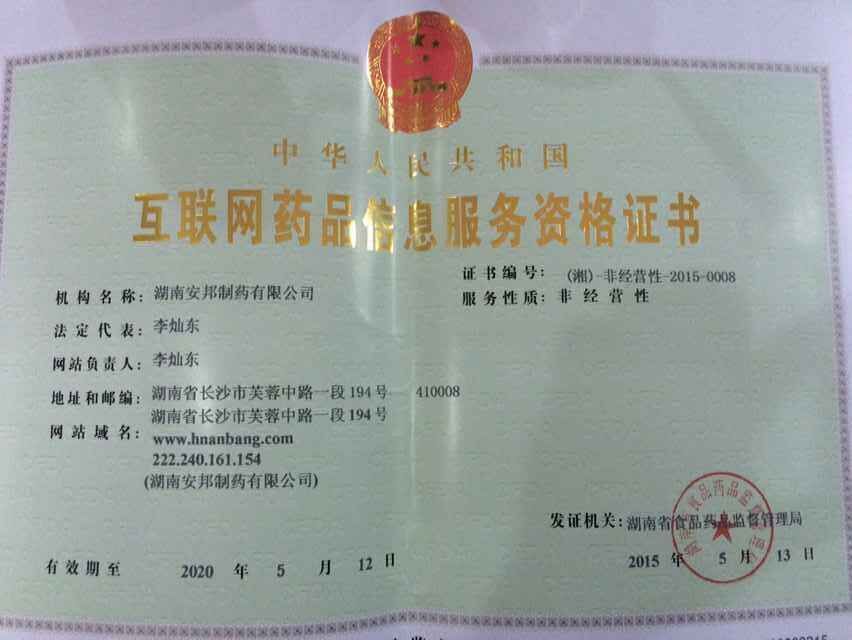 中华人民共和国
互联网药品信息服务资格证书
证书编号： (湘)-非经营性-2015-0008
服务性质： 非经营性
机构名称： 湖南安邦制药有限公司
法定代表： 李灿东
网站负责人： 李灿东
地址和邮编： 湖南省长沙市芙蓉中路一段194号 410008
湖南省长沙市芙蓉中路一段194号
网站域名： www.hnanbang.com
222.240.161.154
(湖南安邦制药有限公司)
发证机关： 湖南省食品药品监督管理局
2015 年 5 月 13 日
有效期至 2020 年 5 月 12 日